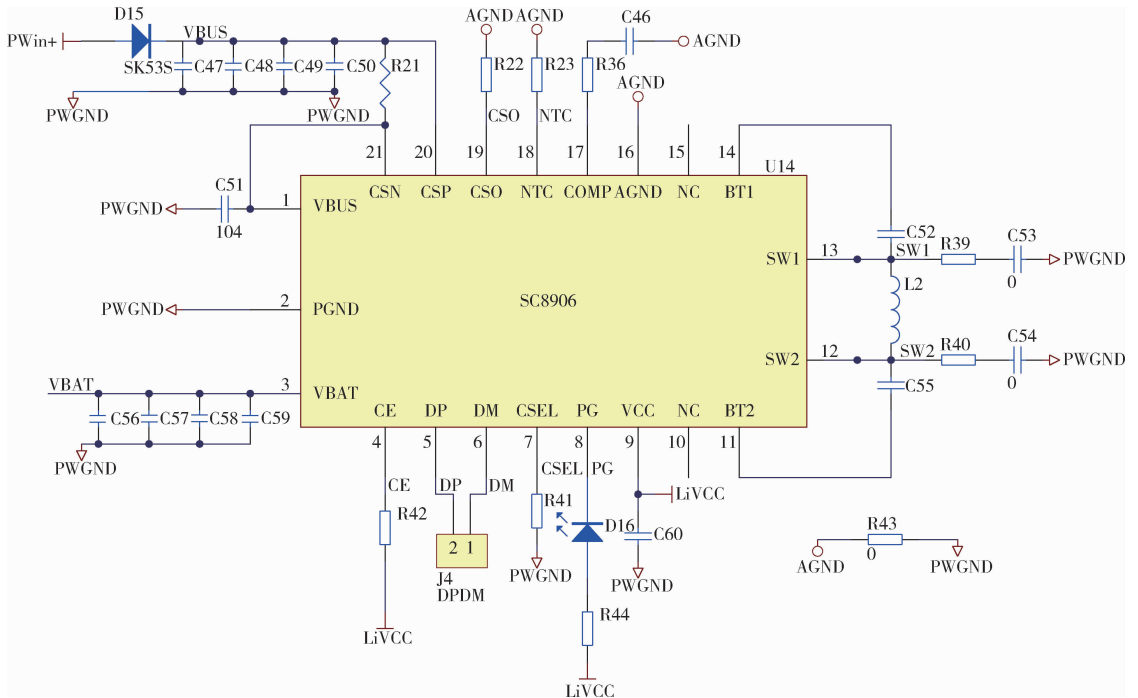 D15
PWin+
VBUS
SK53S
C47
C48
C49
C50
R21
PWGND
PWGND
AGND
AGND
C46
AGND
R22
R23
R36
AGND
CSO
NTC
21
20
19
18
17
16
15
14
U14
CSN
CSP
CSO
NTC
COMP
AGND
NC
BT1
C51
PWGND
104
1
VBUS
C52
SW1
13
SW1
R39
C53
0
PWGND
L2
PWGND
2
PGND
SC8906
SW2
12
SW2
R40
C54
0
PWGND
C55
VBAT
3
VBAT
C56
C57
C58
C59
PWGND
CE
DP
DM
CSEL
PG
VCC
NC
BT2
4
5
6
7
8
9
10
11
CE
DP
DM
CSEL
PG
LiVCC
R42
R41
D16
C60
2 1
J4
DPDM
PWGND
PWGND
R43
0
AGND
PWGND
R44
LiVCC
LiVCC